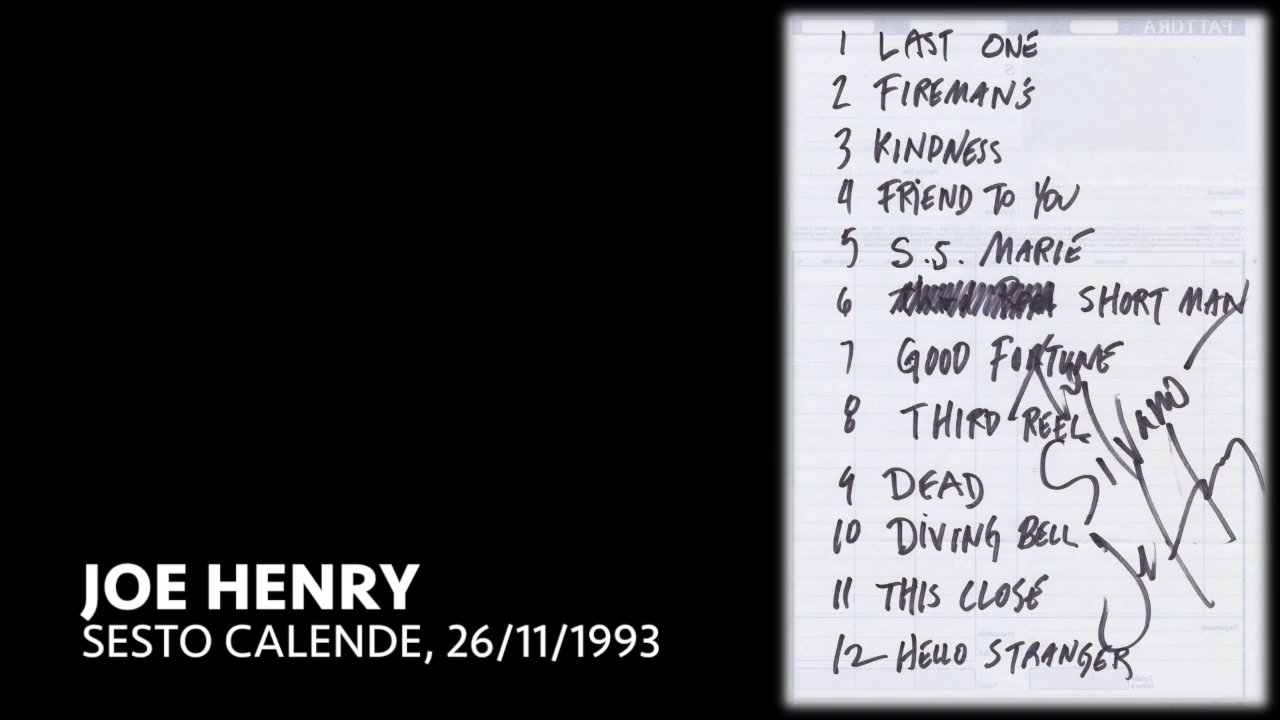 JOE HENRY
SESTO CALENDE, 26/11/1993
FATTURA
1 LAST ONE
2 FIREMAN'S
3 KINDNESS
4 FRIEND TO YOU
5 S.S. MARIE
6 SHORT MAN
7 GOOD FORTUNE
8 THIRD REEL
9 DEAD
10 DIVING BELL
11 THIS CLOSE
12 HELLO STRANGER
SILVANO